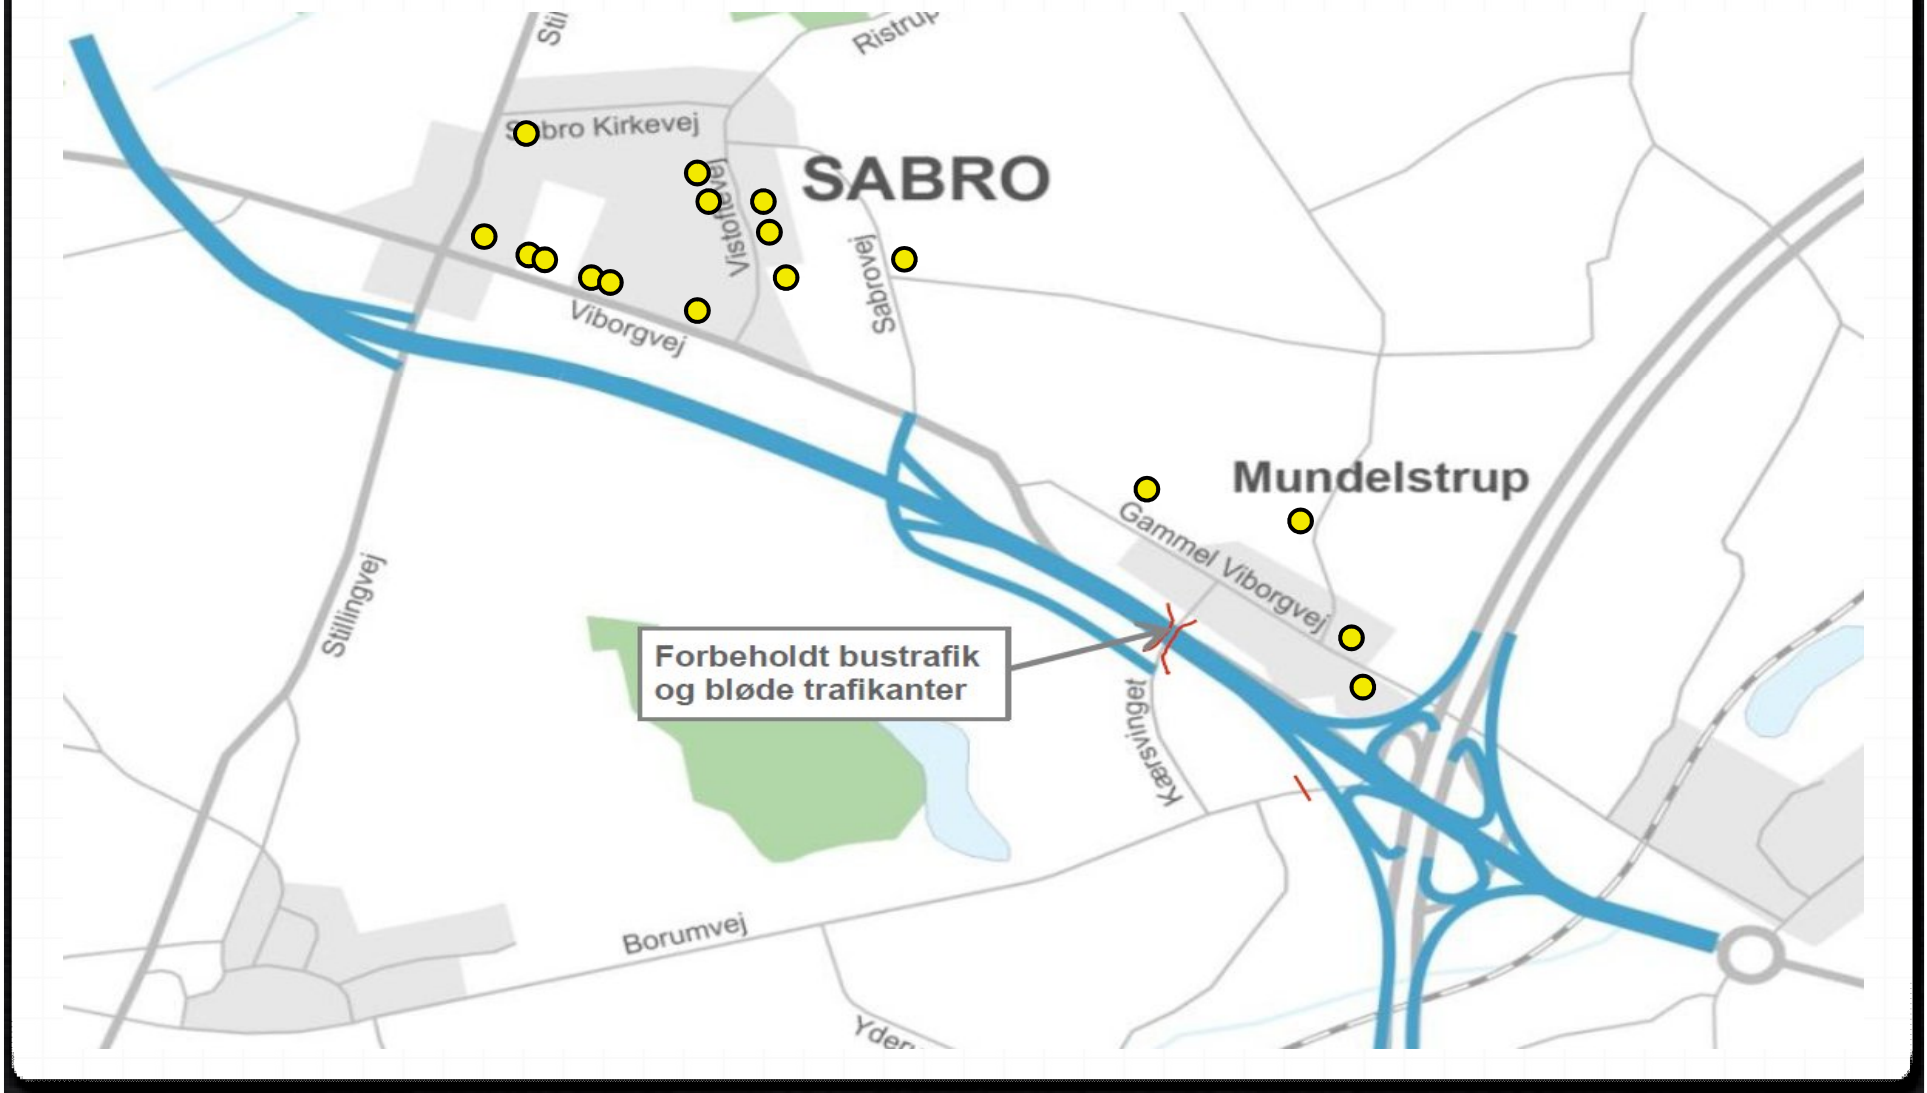 Ristrup
Sabro Kirkevej
SABRO
Vistoftevej
Sabrovej
Viborgvej
Mundelstrup
Gammel Viborgvej
Stillingvej
Forbeholdt bustrafik
og bløde trafikanter
Kærsvinget
Borumvej